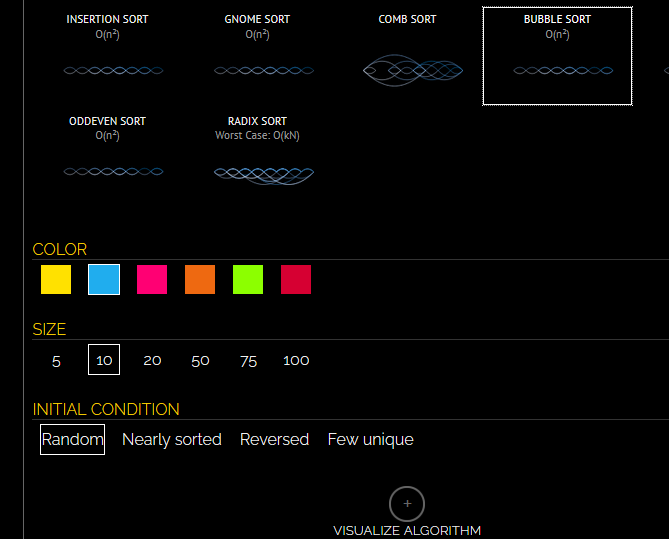 INSERTION SORT
O(n²)
GNOME SORT
O(n²)
COMB SORT
BUBBLE SORT
O(n²)
ODDEVEN SORT
O(n²)
RADIX SORT
Worst Case: O(kN)
COLOR
SIZE
5 10 20 50 75 100
INITIAL CONDITION
Random Nearly sorted Reversed Few unique
+
VISUALIZE ALGORITHM